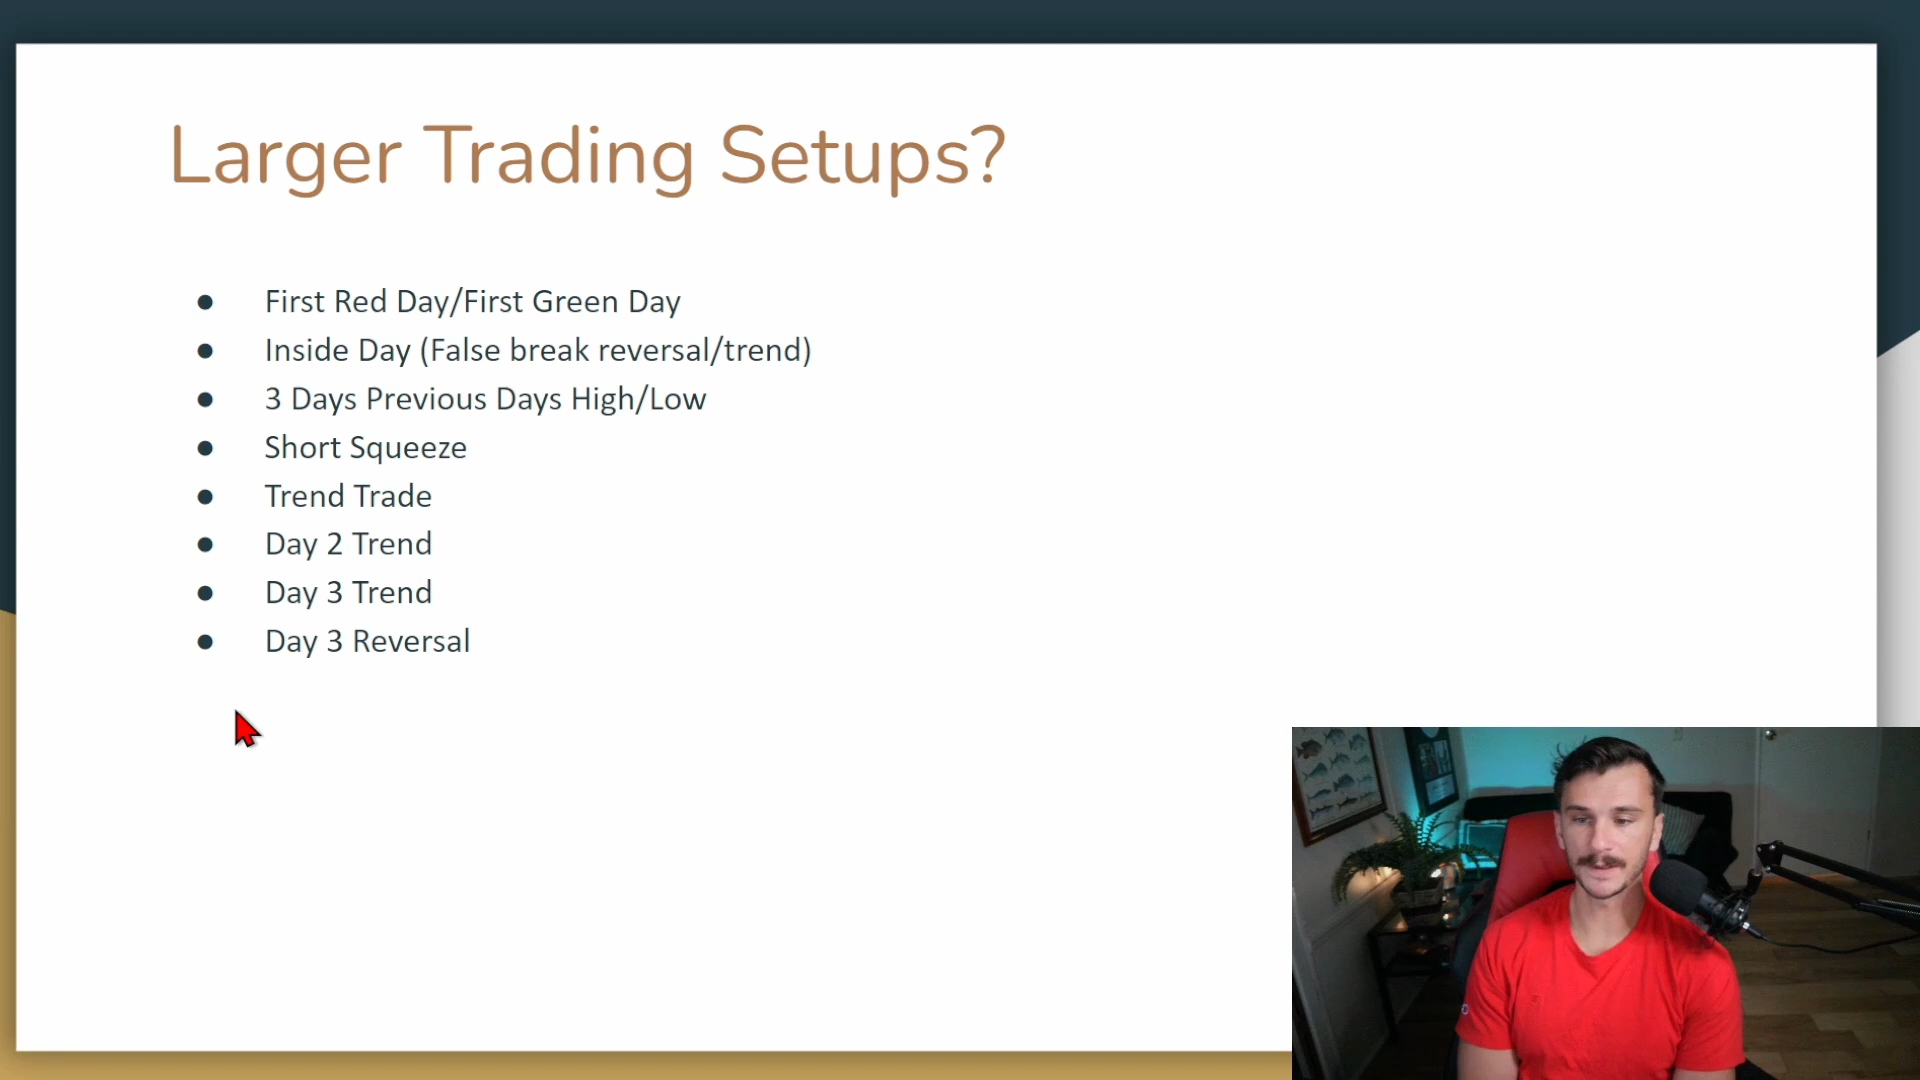 Larger Trading Setups?
● First Red Day/First Green Day
● Inside Day (False break reversal/trend)
● 3 Days Previous Days High/Low
● Short Squeeze
● Trend Trade
● Day 2 Trend
● Day 3 Trend
● Day 3 Reversal